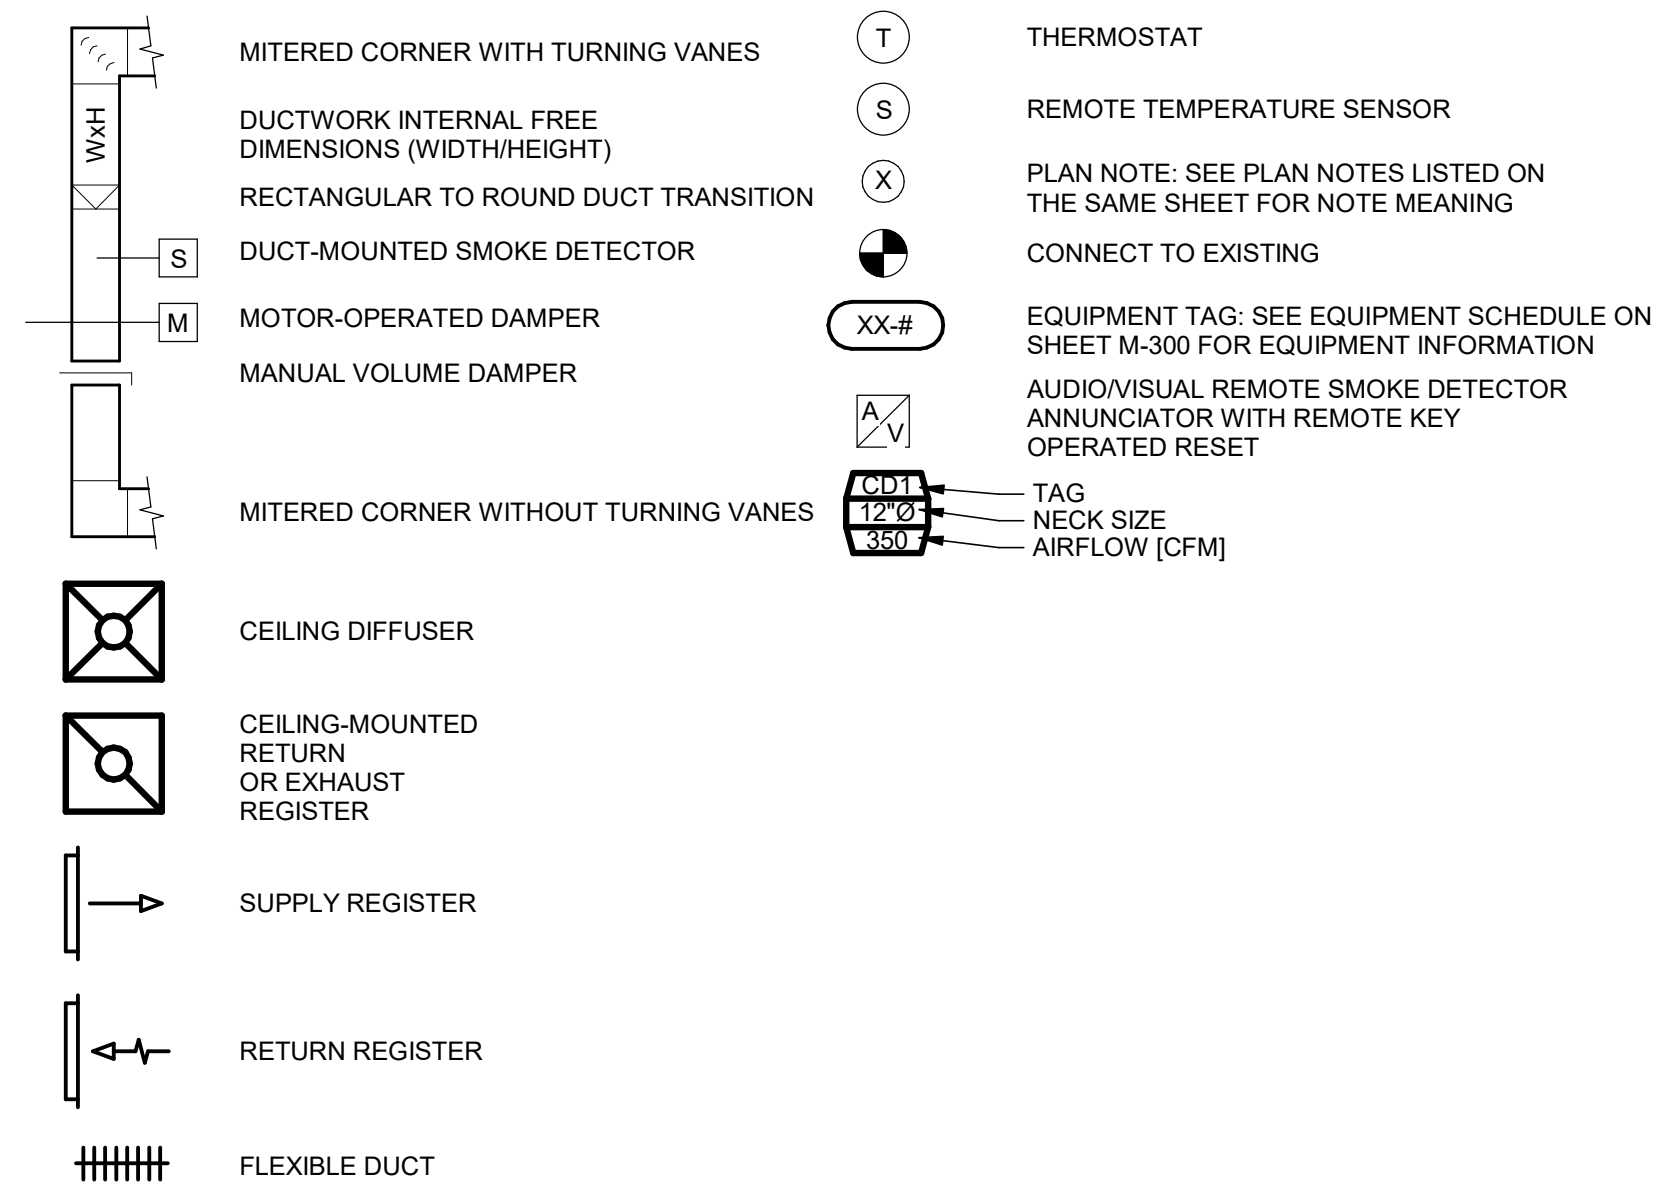 MITERED CORNER WITH TURNING VANES
WxH
DUCTWORK INTERNAL FREE
DIMENSIONS (WIDTH/HEIGHT)
RECTANGULAR TO ROUND DUCT TRANSITION
S
DUCT-MOUNTED SMOKE DETECTOR
M
MOTOR-OPERATED DAMPER
MANUAL VOLUME DAMPER
MITERED CORNER WITHOUT TURNING VANES
CEILING DIFFUSER
CEILING-MOUNTED
RETURN
OR EXHAUST
REGISTER
SUPPLY REGISTER
RETURN REGISTER
FLEXIBLE DUCT
T
THERMOSTAT
S
REMOTE TEMPERATURE SENSOR
X
PLAN NOTE: SEE PLAN NOTES LISTED ON
THE SAME SHEET FOR NOTE MEANING
CONNECT TO EXISTING
XX-#
EQUIPMENT TAG: SEE EQUIPMENT SCHEDULE ON
SHEET M-300 FOR EQUIPMENT INFORMATION
A
V
AUDIO/VISUAL REMOTE SMOKE DETECTOR
ANNUNCIATOR WITH REMOTE KEY
OPERATED RESET
CD1
TAG
12"Ø
NECK SIZE
350
AIRFLOW [CFM]